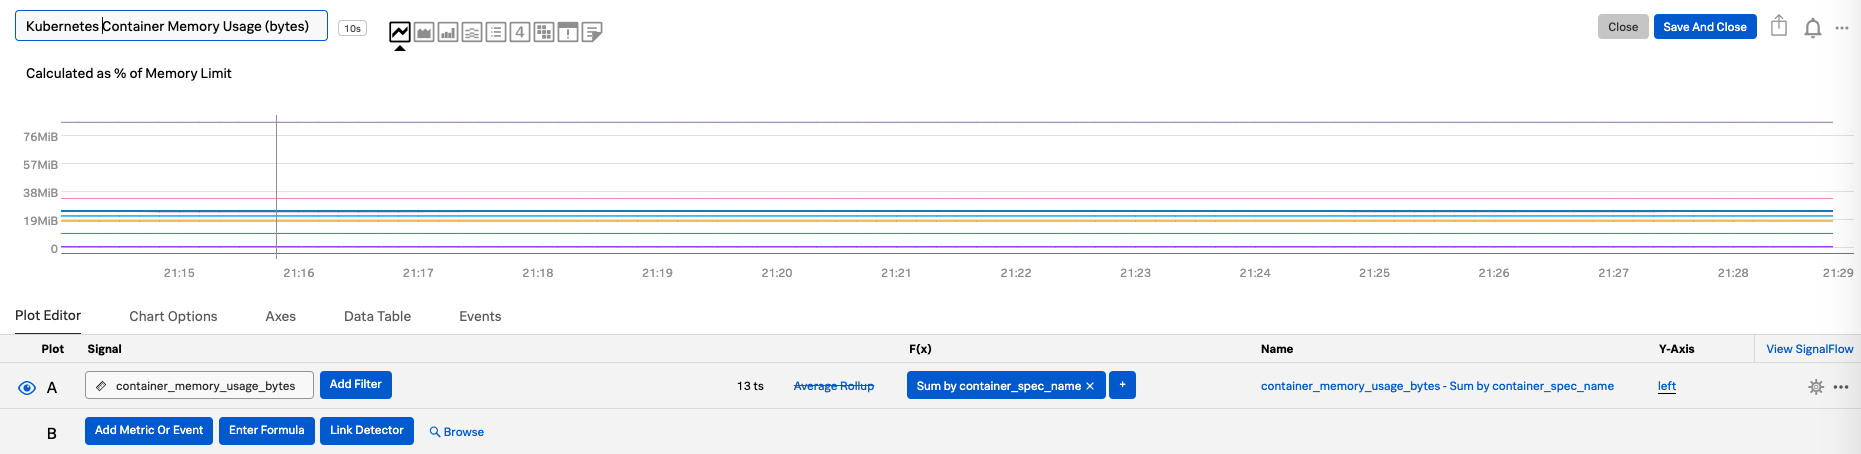 Kubernetes Container Memory Usage (bytes) 10s 4 Close Save And Close
Calculated as % of Memory Limit
76MiB
57MiB
38MiB
19MiB
0
21:15 21:16 21:17 21:18 21:19 21:20 21:21 21:22 21:23 21:24 21:25 21:26 21:27 21:28 21:29
Plot Editor Chart Options Axes Data Table Events
Plot Signal F(x) Name Y-Axis View SignalFlow
A container_memory_usage_bytes Add Filter 13 ts Average Rollup Sum by container_spec_name × + container_memory_usage_bytes - Sum by container_spec_name left
B Add Metric Or Event Enter Formula Link Detector Browse